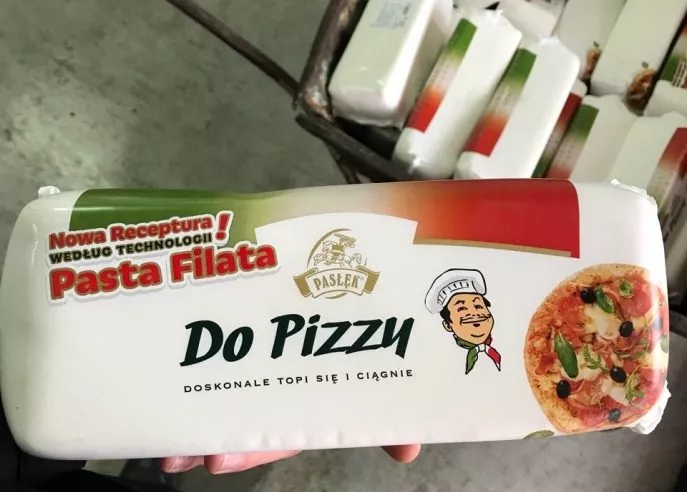 Nowa Receptura!
WEDŁUG TECHNOLOGII
Pasta Filata
PASŁĘK
Do Pizzy
DOSKONALE TOPI SIĘ I CIĄGNIE